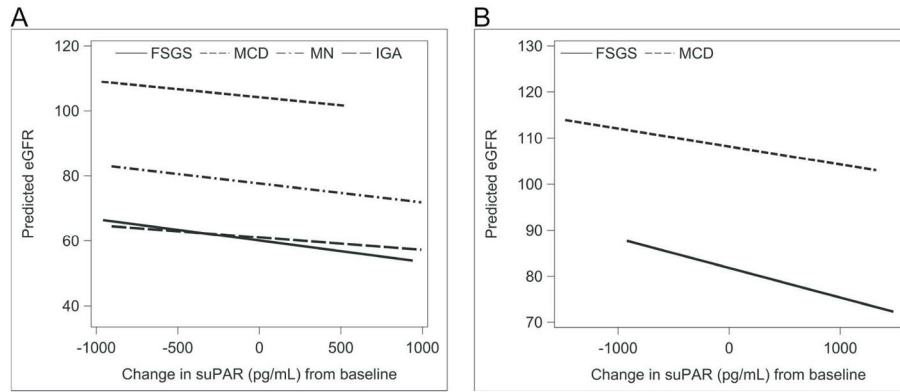 A
FSGS MCD MN IGA
120
100
80
60
40
Predicted eGFR
-1000 -500 0 500 1000
Change in suPAR (pg/mL) from baseline
B
FSGS MCD
130
120
110
100
90
80
70
Predicted eGFR
-1000 0 1000
Change in suPAR (pg/mL) from baseline